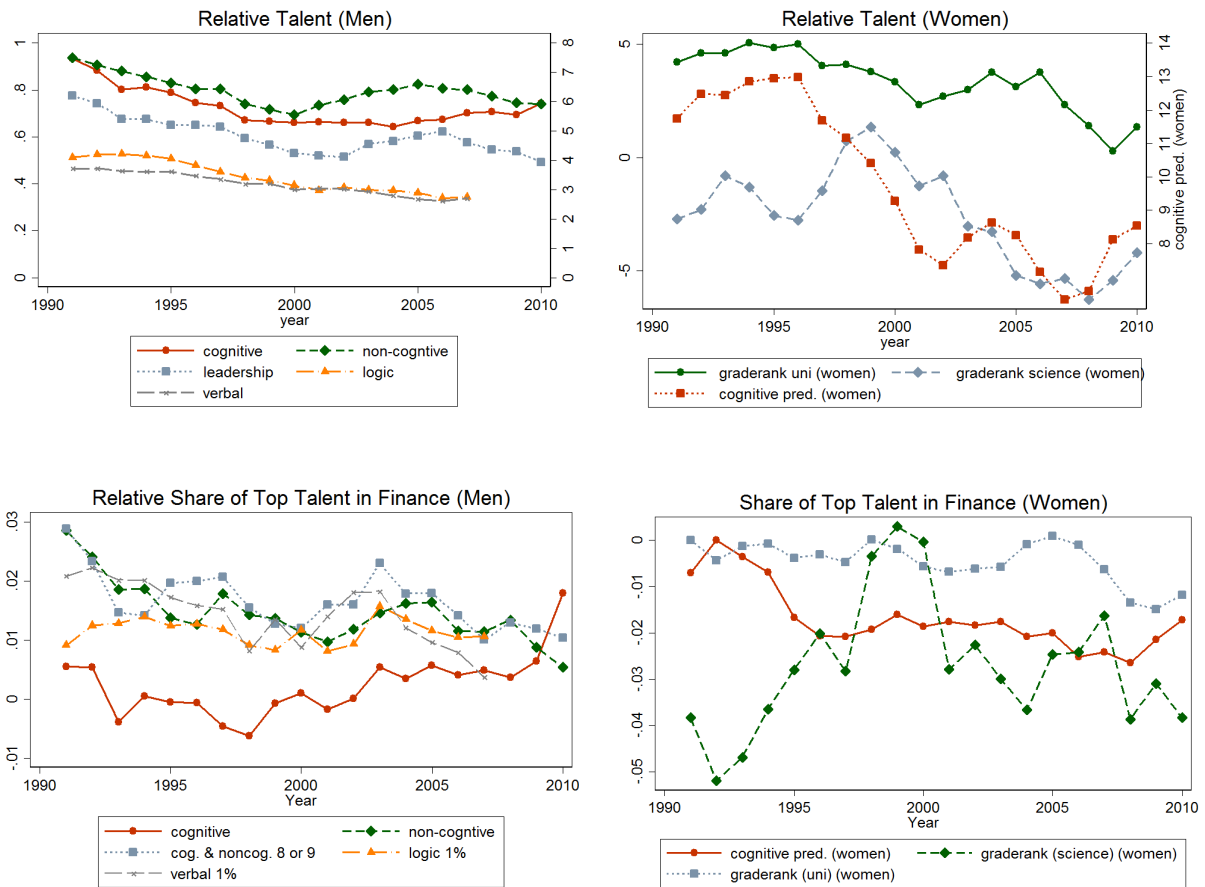 Relative Talent (Men)
1
.8
.6
.4
.2
0
8
7
6
5
4
3
2
1
0
1990 1995 2000 2005 2010
year
cognitive non-cogntive
leadership logic
verbal
Relative Talent (Women)
5
0
-5
14
13
12
11
10
9
8
cognitive pred. (women)
1990 1995 2000 2005 2010
year
graderank uni (women) graderank science (women)
cognitive pred. (women)
Relative Share of Top Talent in Finance (Men)
.03
.02
.01
0
-.01
1990 1995 2000 2005 2010
Year
cognitive non-cogntive
cog. & noncog. 8 or 9 logic 1%
verbal 1%
Share of Top Talent in Finance (Women)
0
-.01
-.02
-.03
-.04
-.05
1990 1995 2000 2005 2010
Year
cognitive pred. (women) graderank (science) (women)
graderank (uni) (women)